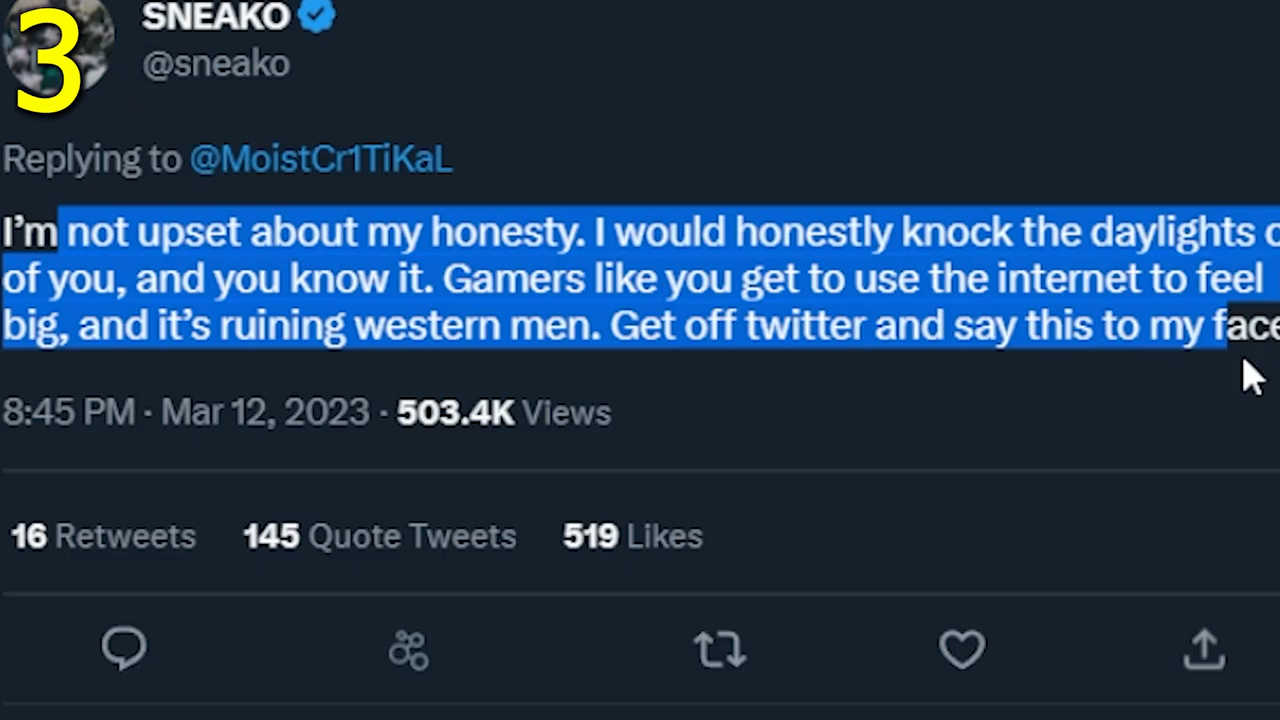 3
SNEAKO
@sneako
Replying to @MoistCr1TiKaL
I’m not upset about my honesty. I would honestly knock the daylights
of you, and you know it. Gamers like you get to use the internet to feel
big, and it’s ruining western men. Get off twitter and say this to my face
8:45 PM · Mar 12, 2023 · 503.4K Views
16 Retweets 145 Quote Tweets 519 Likes